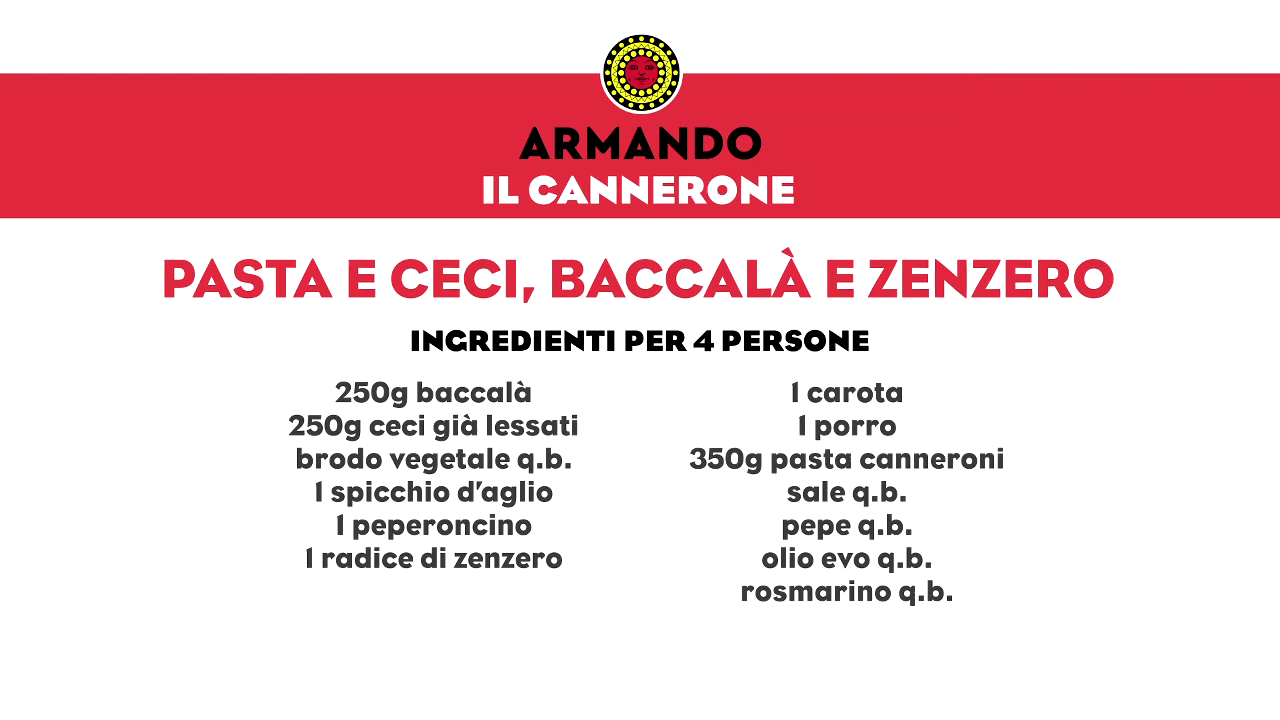 ARMANDO
IL CANNERONE
PASTA E CECI, BACCALÀ E ZENZERO
INGREDIENTI PER 4 PERSONE
250g baccalà
250g ceci già lessati
brodo vegetale q.b.
1 spicchio d'aglio
1 peperoncino
1 radice di zenzero
1 carota
1 porro
350g pasta canneroni
sale q.b.
pepe q.b.
olio evo q.b.
rosmarino q.b.